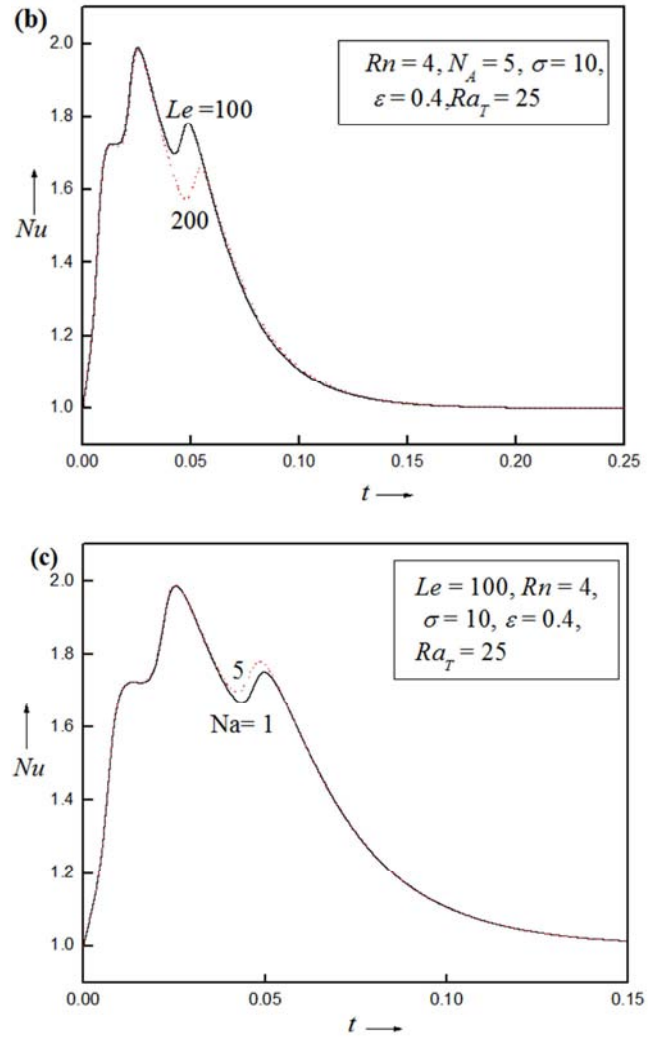 (b)
2.0
1.8
1.6
1.4
1.2
1.0
Nu
Rn = 4, N_A = 5, σ = 10,
ε = 0.4,Ra_T = 25
Le =100
200
0.00 0.05 0.10 0.15 0.20 0.25
t
(c)
2.0
1.8
1.6
1.4
1.2
1.0
Nu
Le = 100, Rn = 4,
σ = 10, ε = 0.4,
Ra_T = 25
5
Na= 1
0.00 0.05 0.10 0.15
t